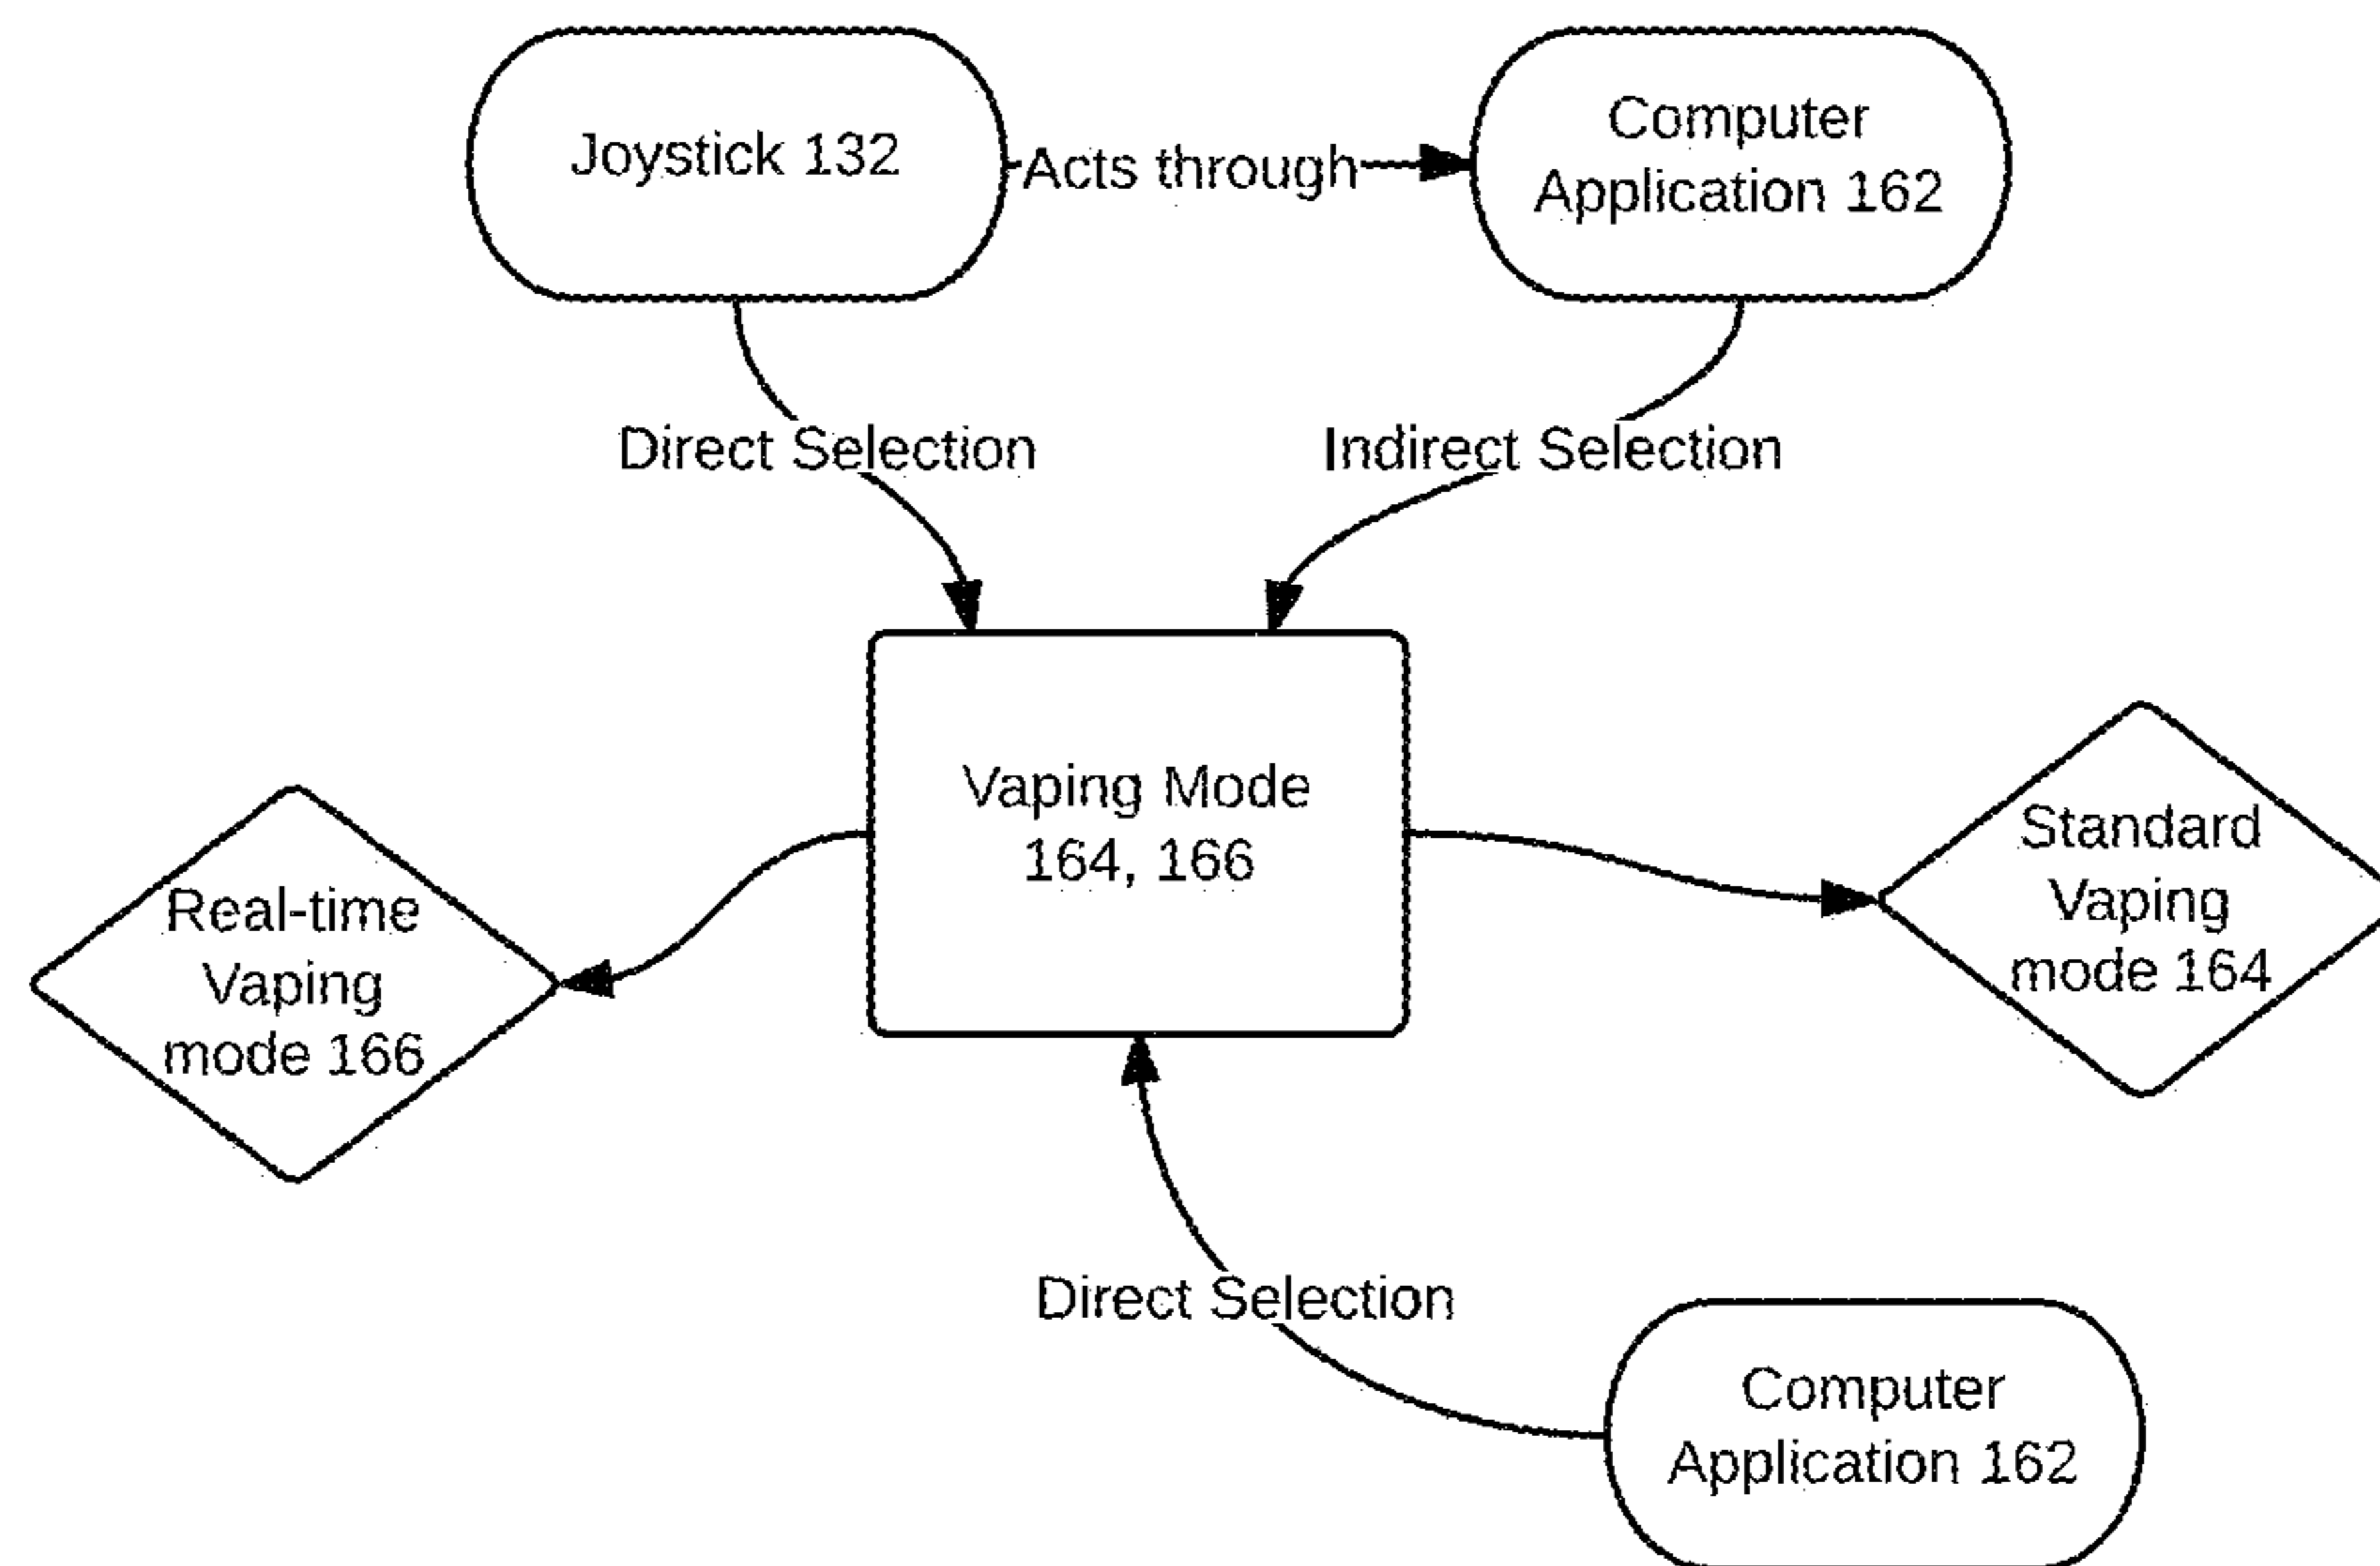 Joystick 132
Acts through
Computer
Application 162
Direct Selection
Indirect Selection
Vaping Mode
164, 166
Real-time
Vaping
mode 166
Standard
Vaping
mode 164
Direct Selection
Computer
Application 162